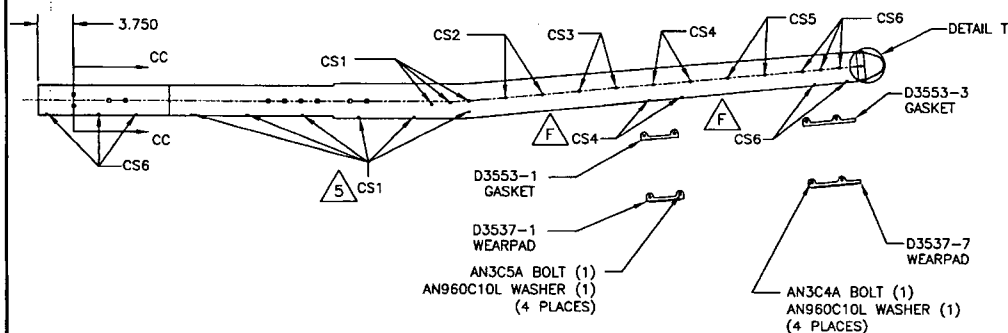 3.750
CC
CC
CS6
CS1
5
CS1
CS2
CS3
CS4
CS5
CS6
DETAIL T
F
CS4
F
CS6
D3553-3
GASKET
D3553-1
GASKET
D3537-1
WEARPAD
D3537-7
WEARPAD
AN3C5A BOLT (1)
AN960C10L WASHER (1)
(4 PLACES)
AN3C4A BOLT (1)
AN960C10L WASHER (1)
(4 PLACES)